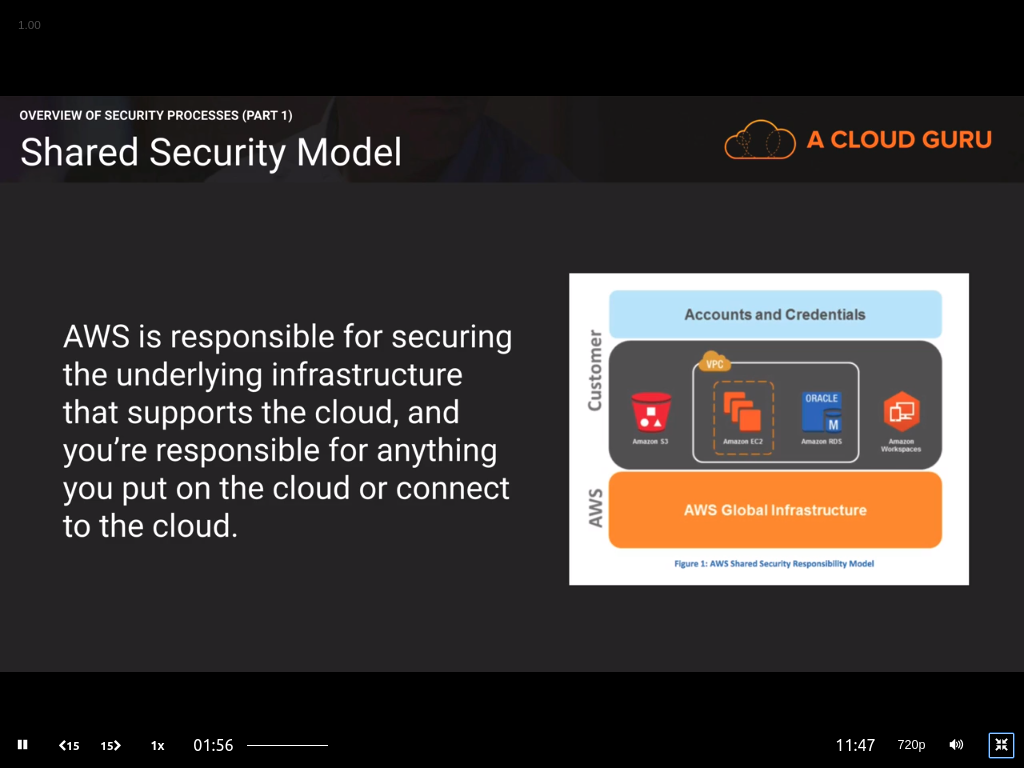 1.00
OVERVIEW OF SECURITY PROCESSES (PART 1)
Shared Security Model
A CLOUD GURU
AWS is responsible for securing
the underlying infrastructure
that supports the cloud, and
you’re responsible for anything
you put on the cloud or connect
to the cloud.
Customer
Accounts and Credentials
VPC
ORACLE
M
Amazon S3
Amazon EC2
Amazon RDS
Amazon
Workspaces
AWS
AWS Global Infrastructure
Figure 1: AWS Shared Security Responsibility Model
15
15
1x
01:56
11:47
720p